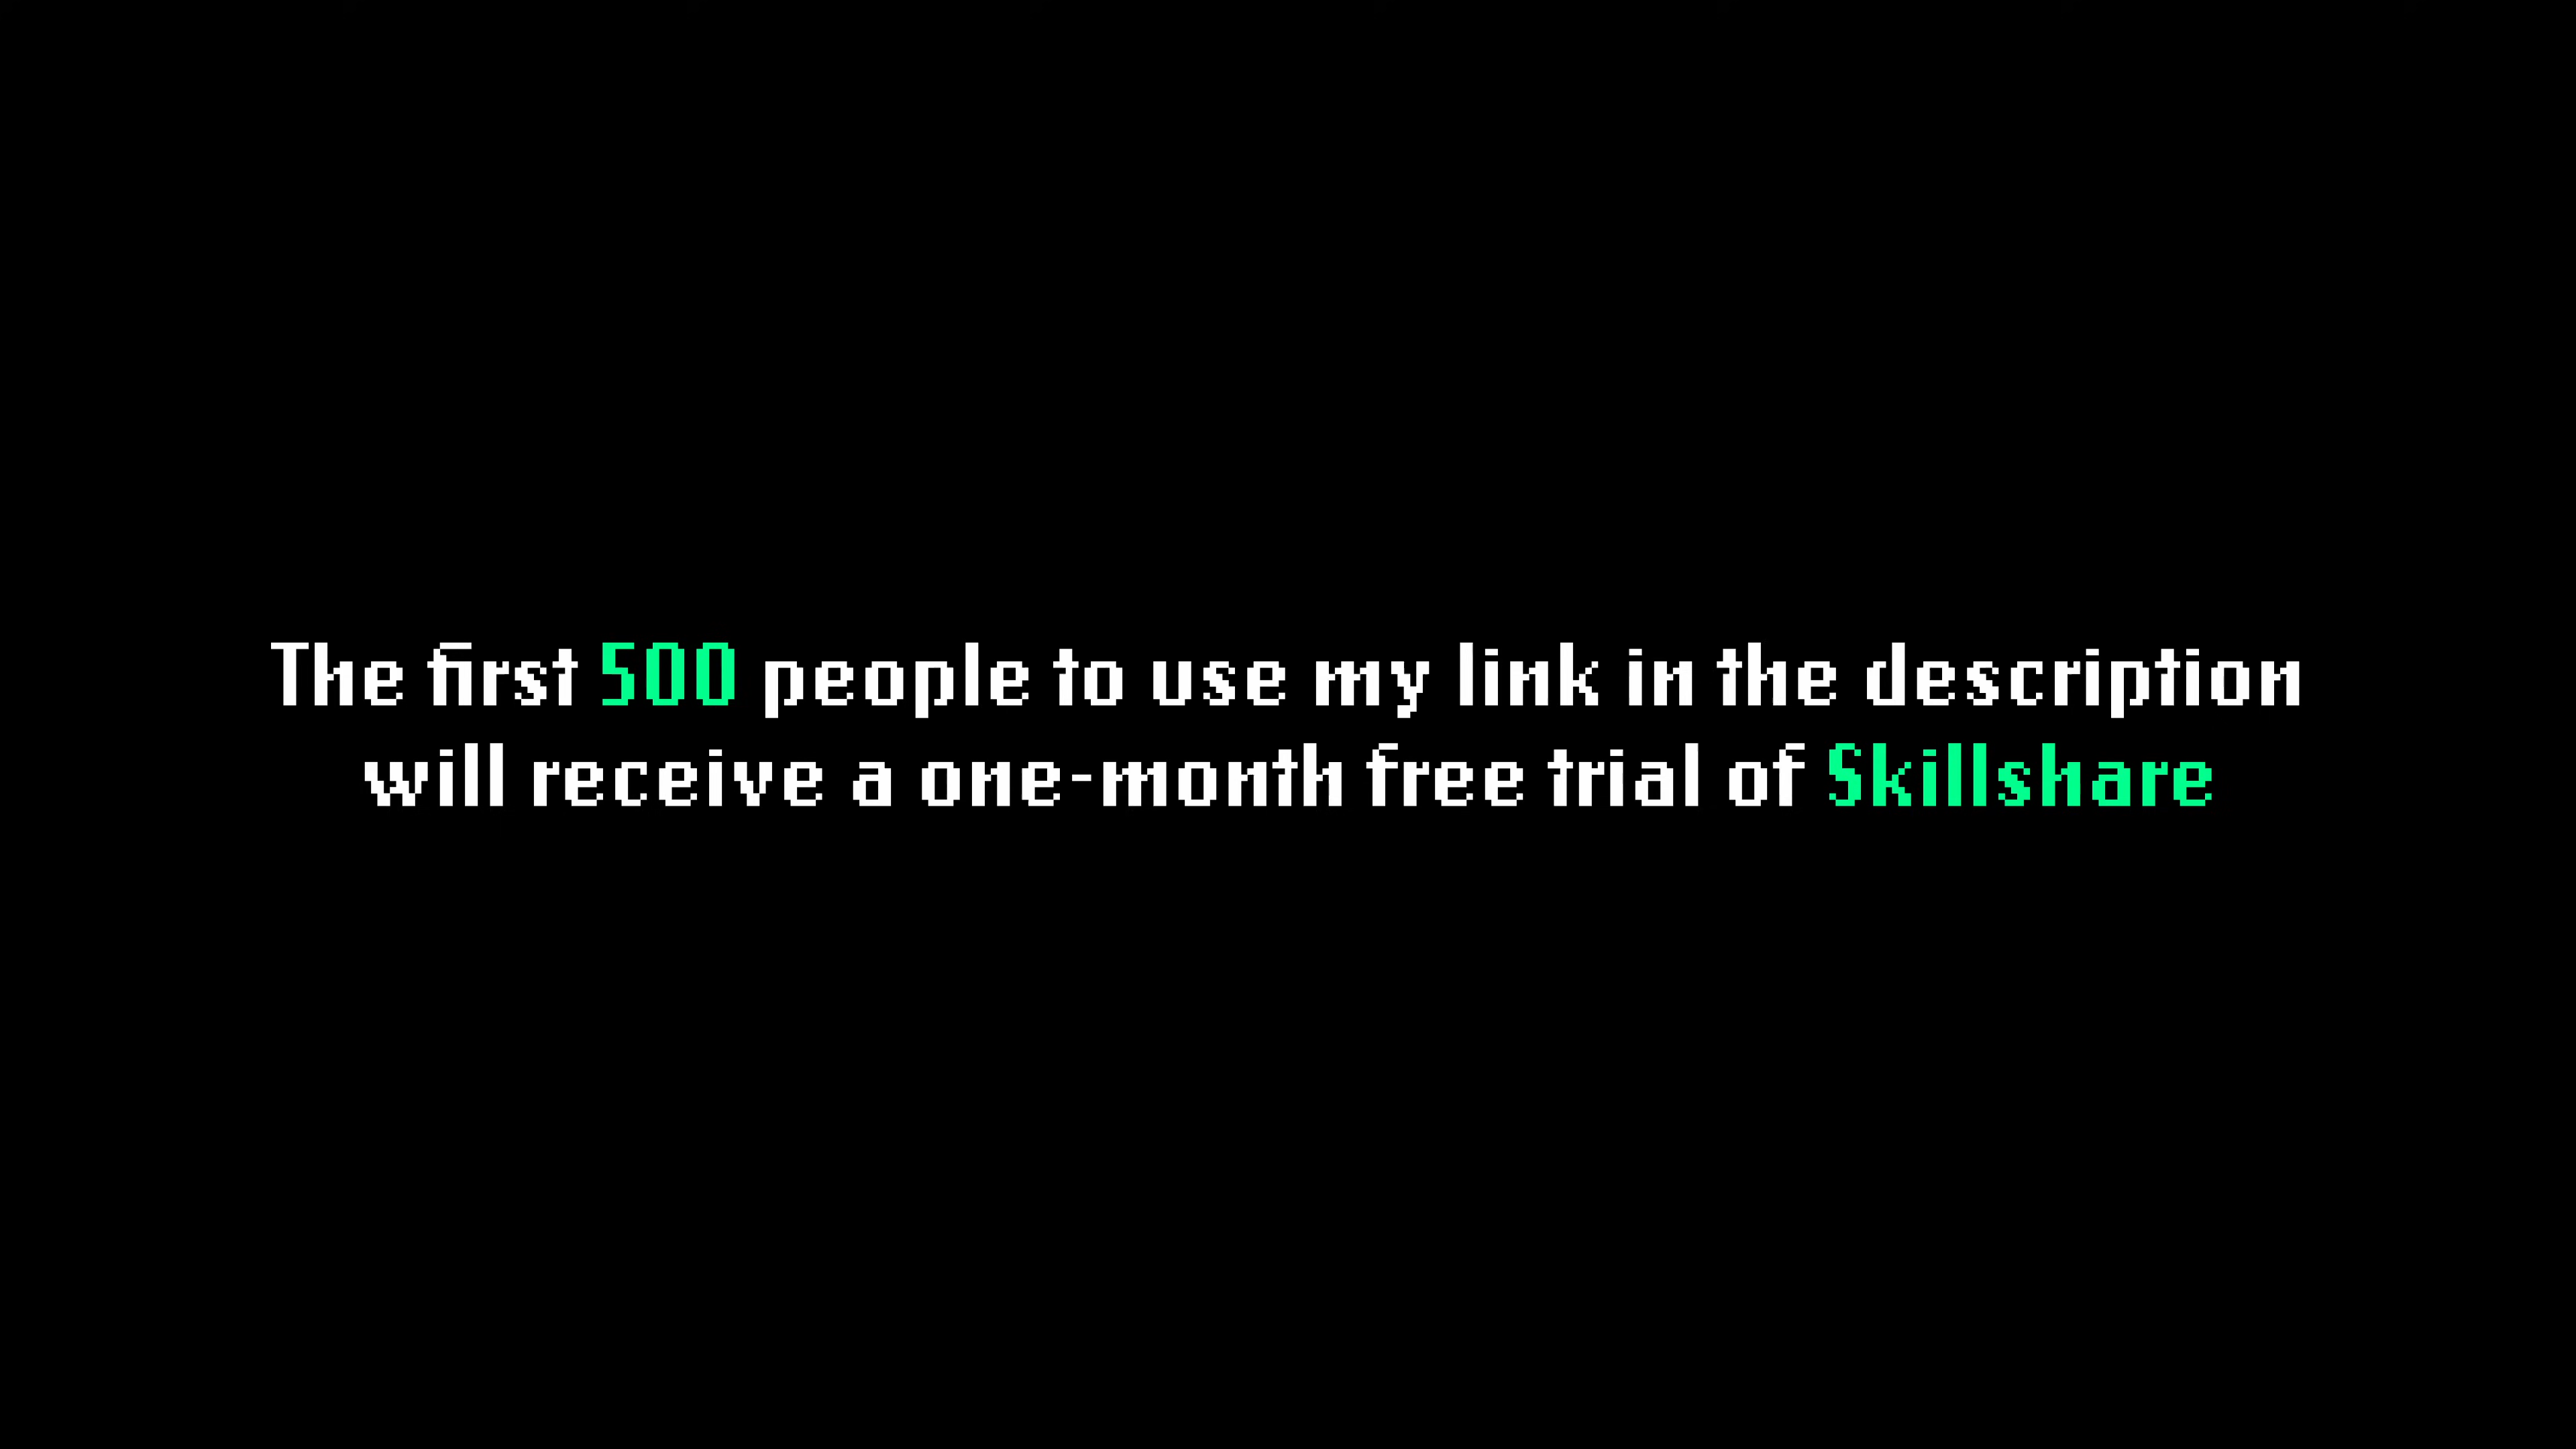 The first 500 people to use my link in the description
will receive a one-month free trial of Skillshare